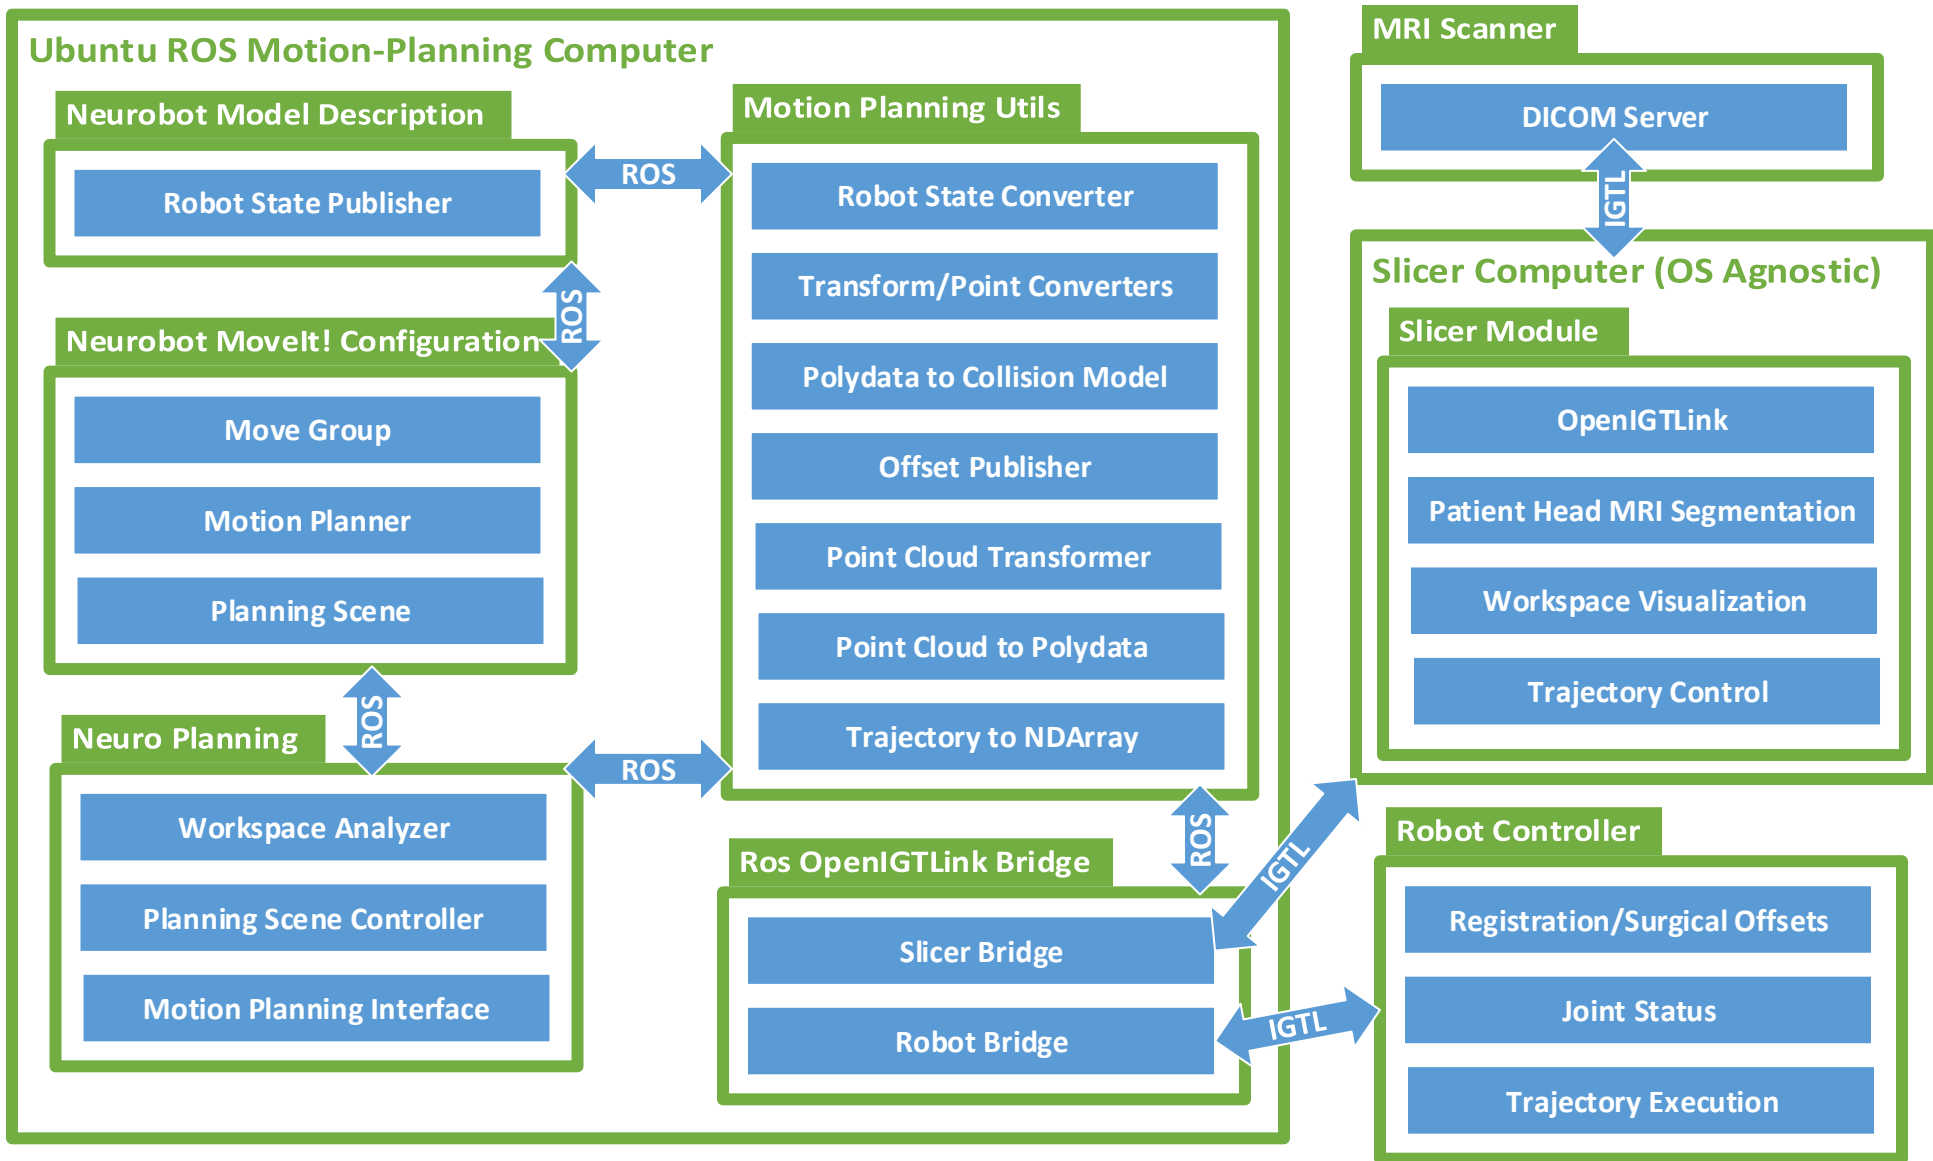 Ubuntu ROS Motion-Planning Computer
Neurobot Model Description
Robot State Publisher
ROS
ROS
Neurobot MoveIt! Configuration
Move Group
Motion Planner
Planning Scene
ROS
Neuro Planning
Workspace Analyzer
Planning Scene Controller
Motion Planning Interface
ROS
Motion Planning Utils
Robot State Converter
Transform/Point Converters
Polydata to Collision Model
Offset Publisher
Point Cloud Transformer
Point Cloud to Polydata
Trajectory to NDArray
ROS
Ros OpenIGTLink Bridge
Slicer Bridge
Robot Bridge
IGTL
IGTL
MRI Scanner
DICOM Server
IGTL
Slicer Computer (OS Agnostic)
Slicer Module
OpenIGTLink
Patient Head MRI Segmentation
Workspace Visualization
Trajectory Control
Robot Controller
Registration/Surgical Offsets
Joint Status
Trajectory Execution